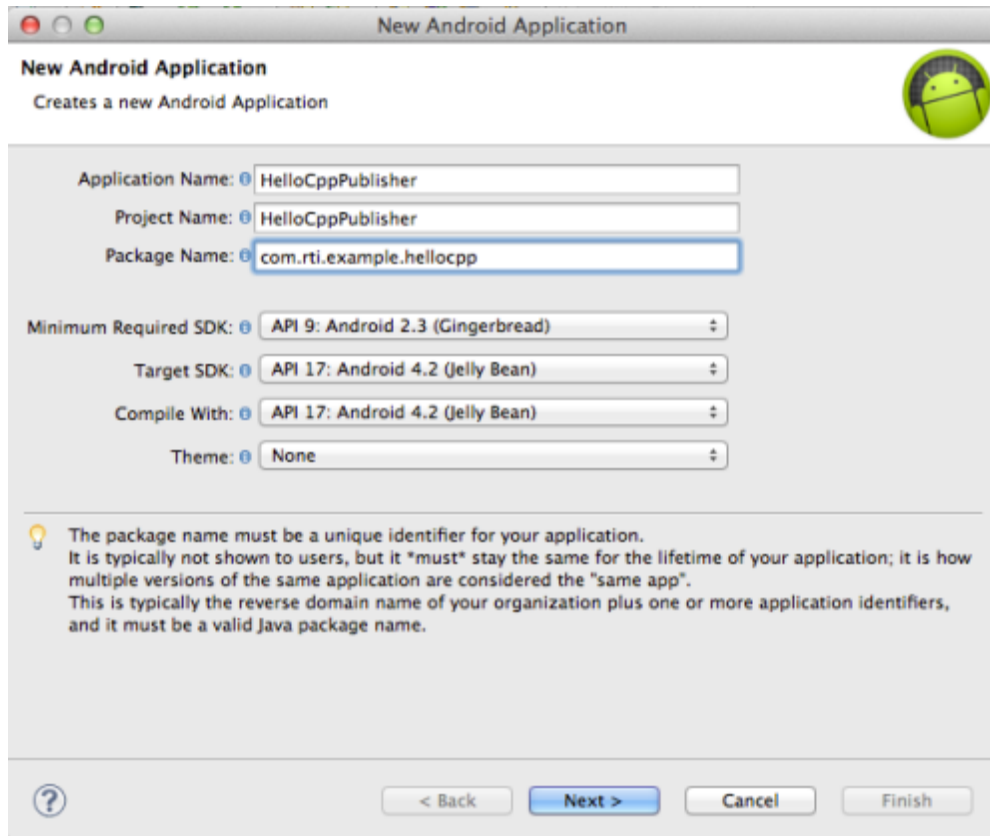 New Android Application
New Android Application
Creates a new Android Application
Application Name: HelloCppPublisher
Project Name: HelloCppPublisher
Package Name: com.rti.example.hellocpp
Minimum Required SDK: API 9: Android 2.3 (Gingerbread)
Target SDK: API 17: Android 4.2 (Jelly Bean)
Compile With: API 17: Android 4.2 (Jelly Bean)
Theme: None
The package name must be a unique identifier for your application.
It is typically not shown to users, but it *must* stay the same for the lifetime of your application; it is how
multiple versions of the same application are considered the "same app".
This is typically the reverse domain name of your organization plus one or more application identifiers,
and it must be a valid Java package name.
? < Back Next > Cancel Finish